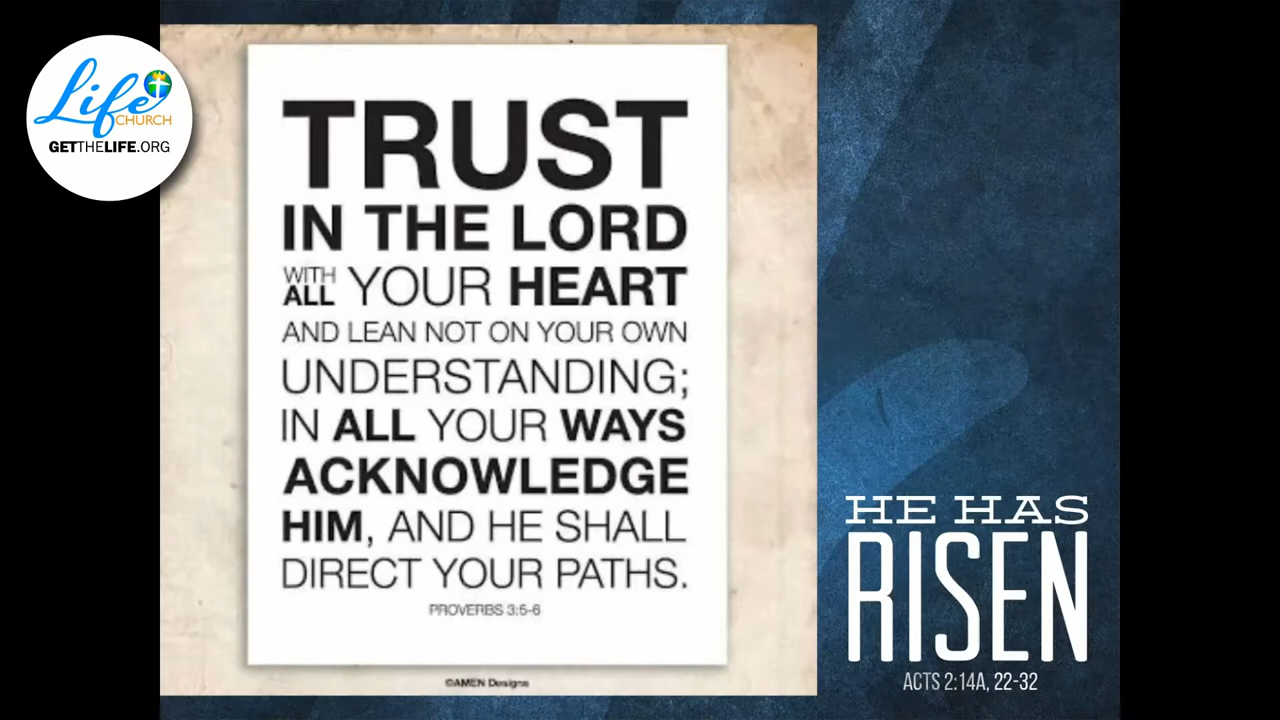 Life
CHURCH
GETTHELIFE.ORG
TRUST
IN THE LORD
WITH ALL YOUR HEART
AND LEAN NOT ON YOUR OWN
UNDERSTANDING;
IN ALL YOUR WAYS
ACKNOWLEDGE
HIM, AND HE SHALL
DIRECT YOUR PATHS.
PROVERBS 3:5-6
©AMEN Designs
HE HAS
RISEN
ACTS 2:14A, 22-32